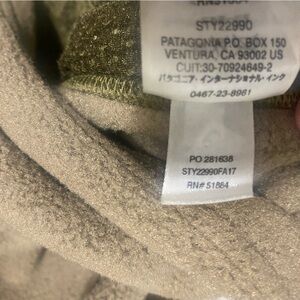 RN51884
STY22990
PATAGONIA P.O. BOX 150
VENTURA, CA 93002 US
CUIT:30-70924649-2
パタゴニア・インターナショナル・インク
0467-23-8961
PO 281638
STY22990FA17
RN# 51884